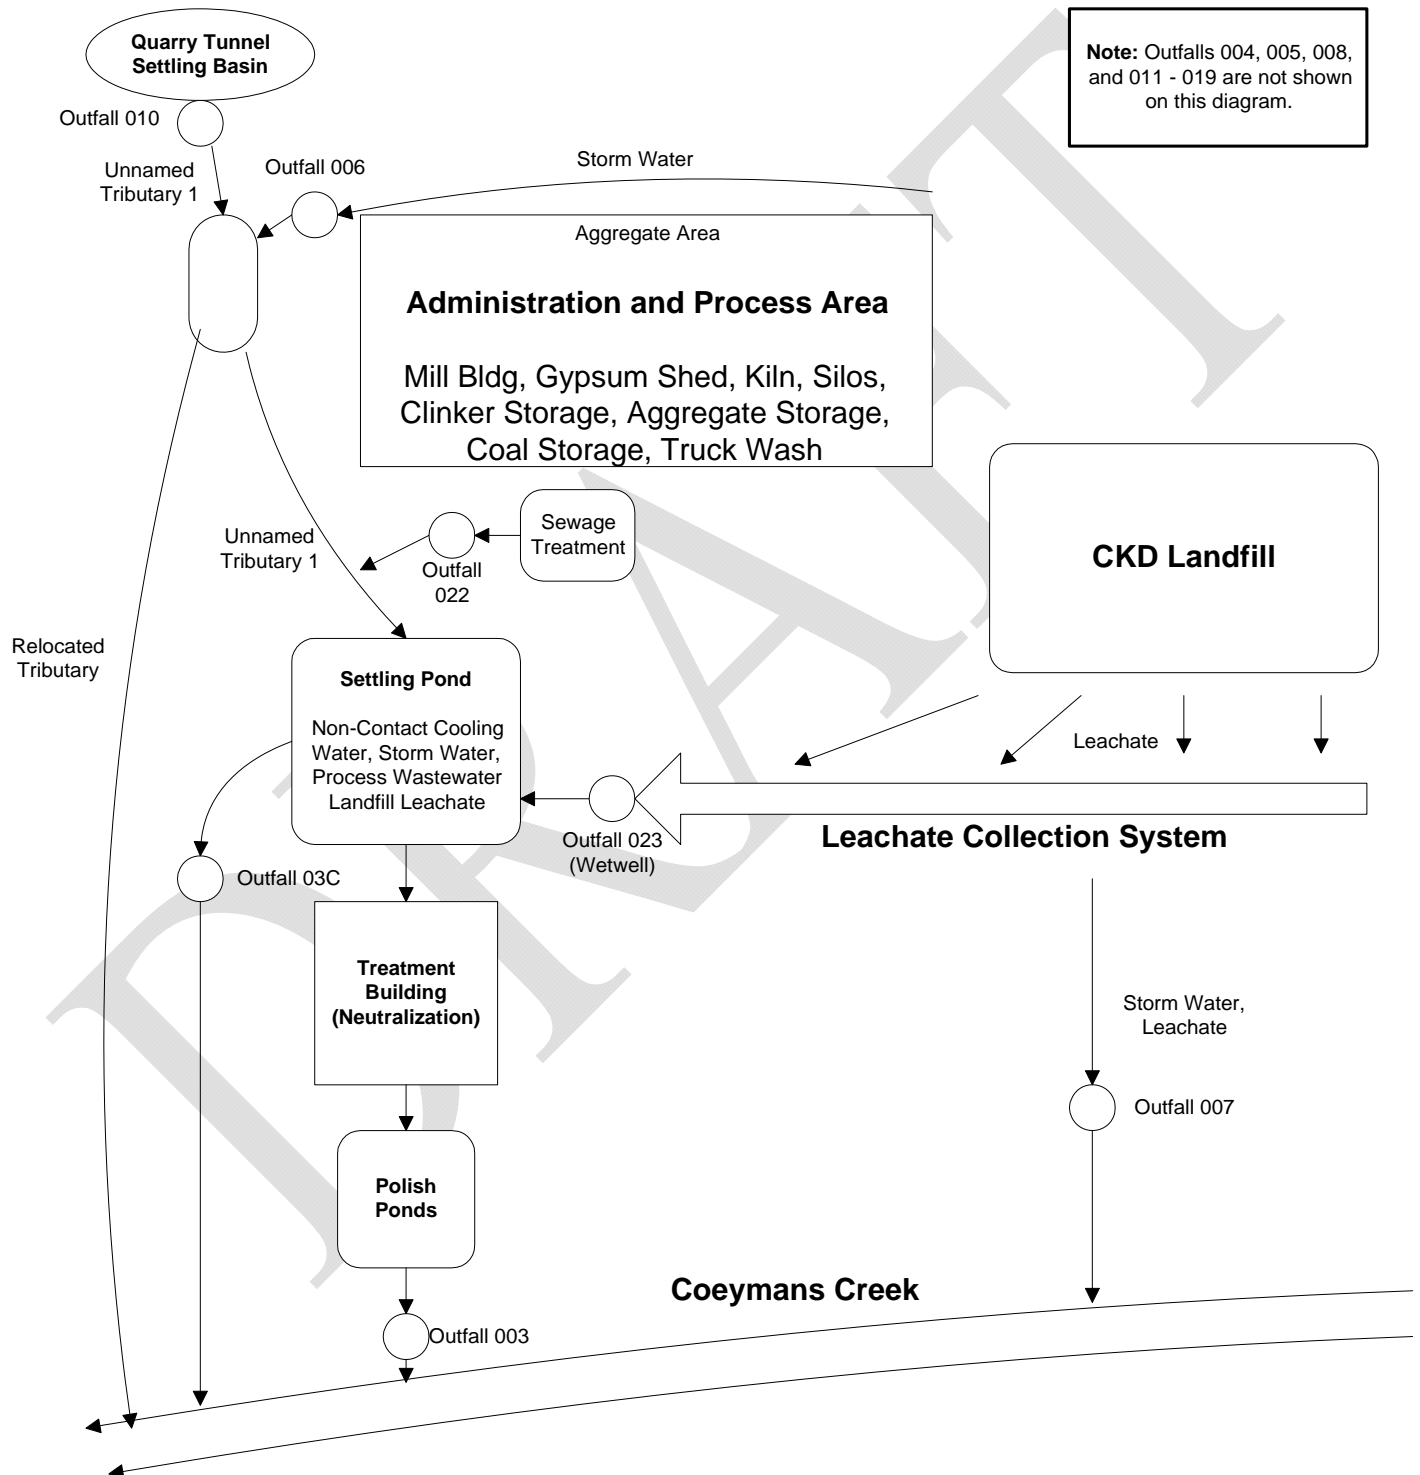 Quarry Tunnel
Settling Basin
Note: Outfalls 004, 005, 008,
and 011 - 019 are not shown
on this diagram.
Outfall 010
Unnamed
Tributary 1
Outfall 006
Storm Water
Aggregate Area
Administration and Process Area
Mill Bldg, Gypsum Shed, Kiln, Silos,
Clinker Storage, Aggregate Storage,
Coal Storage, Truck Wash
Sewage
Treatment
Outfall
022
Unnamed
Tributary 1
CKD Landfill
Relocated
Tributary
Settling Pond
Non-Contact Cooling
Water, Storm Water,
Process Wastewater
Landfill Leachate
Leachate
Outfall 023
(Wetwell)
Leachate Collection System
Outfall 03C
Treatment
Building
(Neutralization)
Storm Water,
Leachate
Outfall 007
Polish
Ponds
Coeymans Creek
Outfall 003
DRAFT